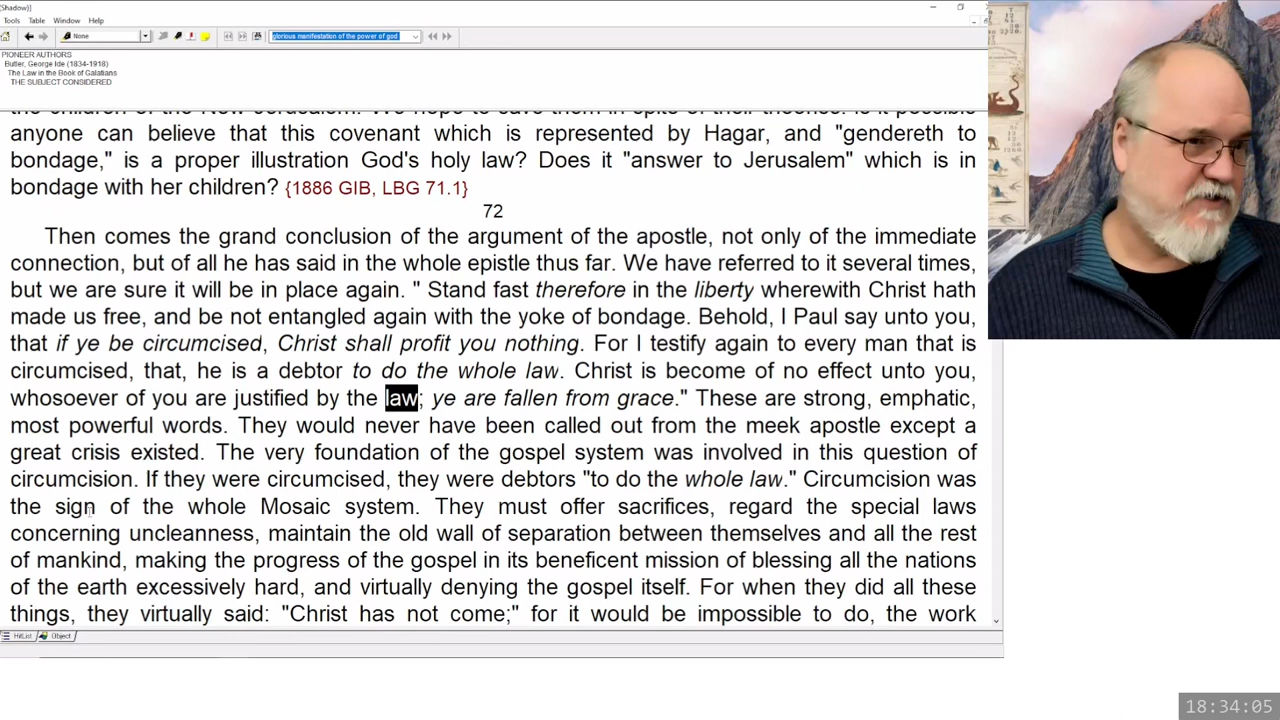 (Shadow)]
Tools Table Window Help
None
glorious manifestation of the power of god
PIONEER AUTHORS
Butler, George Ide (1834-1918)
The Law in the Book of Galatians
THE SUBJECT CONSIDERED
anyone can believe that this covenant which is represented by Hagar, and "gendereth to
bondage," is a proper illustration God's holy law? Does it "answer to Jerusalem" which is in
bondage with her children? {1886 GIB, LBG 71.1}
72
Then comes the grand conclusion of the argument of the apostle, not only of the immediate
connection, but of all he has said in the whole epistle thus far. We have referred to it several times,
but we are sure it will be in place again. " Stand fast therefore in the liberty wherewith Christ hath
made us free, and be not entangled again with the yoke of bondage. Behold, I Paul say unto you,
that if ye be circumcised, Christ shall profit you nothing. For I testify again to every man that is
circumcised, that, he is a debtor to do the whole law. Christ is become of no effect unto you,
whosoever of you are justified by the law; ye are fallen from grace." These are strong, emphatic,
most powerful words. They would never have been called out from the meek apostle except a
great crisis existed. The very foundation of the gospel system was involved in this question of
circumcision. If they were circumcised, they were debtors "to do the whole law." Circumcision was
the sign of the whole Mosaic system. They must offer sacrifices, regard the special laws
concerning uncleanness, maintain the old wall of separation between themselves and all the rest
of mankind, making the progress of the gospel in its beneficent mission of blessing all the nations
of the earth excessively hard, and virtually denying the gospel itself. For when they did all these
things, they virtually said: "Christ has not come;" for it would be impossible to do, the work
HitList Object
18:34:05